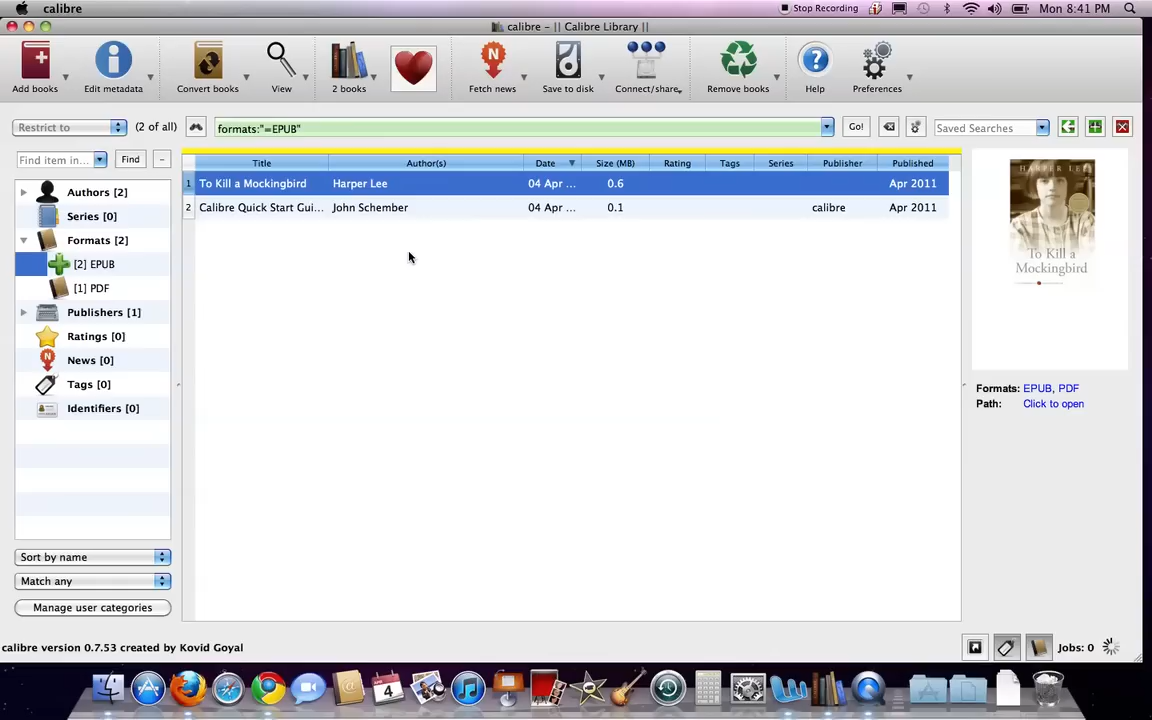 calibre
Stop Recording
Mon 8:41 PM
calibre - || Calibre Library ||
Add books
Edit metadata
Convert books
View
2 books
Fetch news
Save to disk
Connect/share
Remove books
Help
Preferences
Restrict to
(2 of all)
formats:"=EPUB"
Go!
Saved Searches
Find item in...
Find
Title
Author(s)
Date
Size (MB)
Rating
Tags
Series
Publisher
Published
1 To Kill a Mockingbird Harper Lee 04 Apr ... 0.6 Apr 2011
2 Calibre Quick Start Gui... John Schember 04 Apr ... 0.1 calibre Apr 2011
Authors [2]
Series [0]
Formats [2]
[2] EPUB
[1] PDF
Publishers [1]
Ratings [0]
News [0]
Tags [0]
Identifiers [0]
Sort by name
Match any
Manage user categories
HARPER LEE
To Kill a
Mockingbird
Formats: EPUB, PDF
Path: Click to open
calibre version 0.7.53 created by Kovid Goyal
Jobs: 0
4